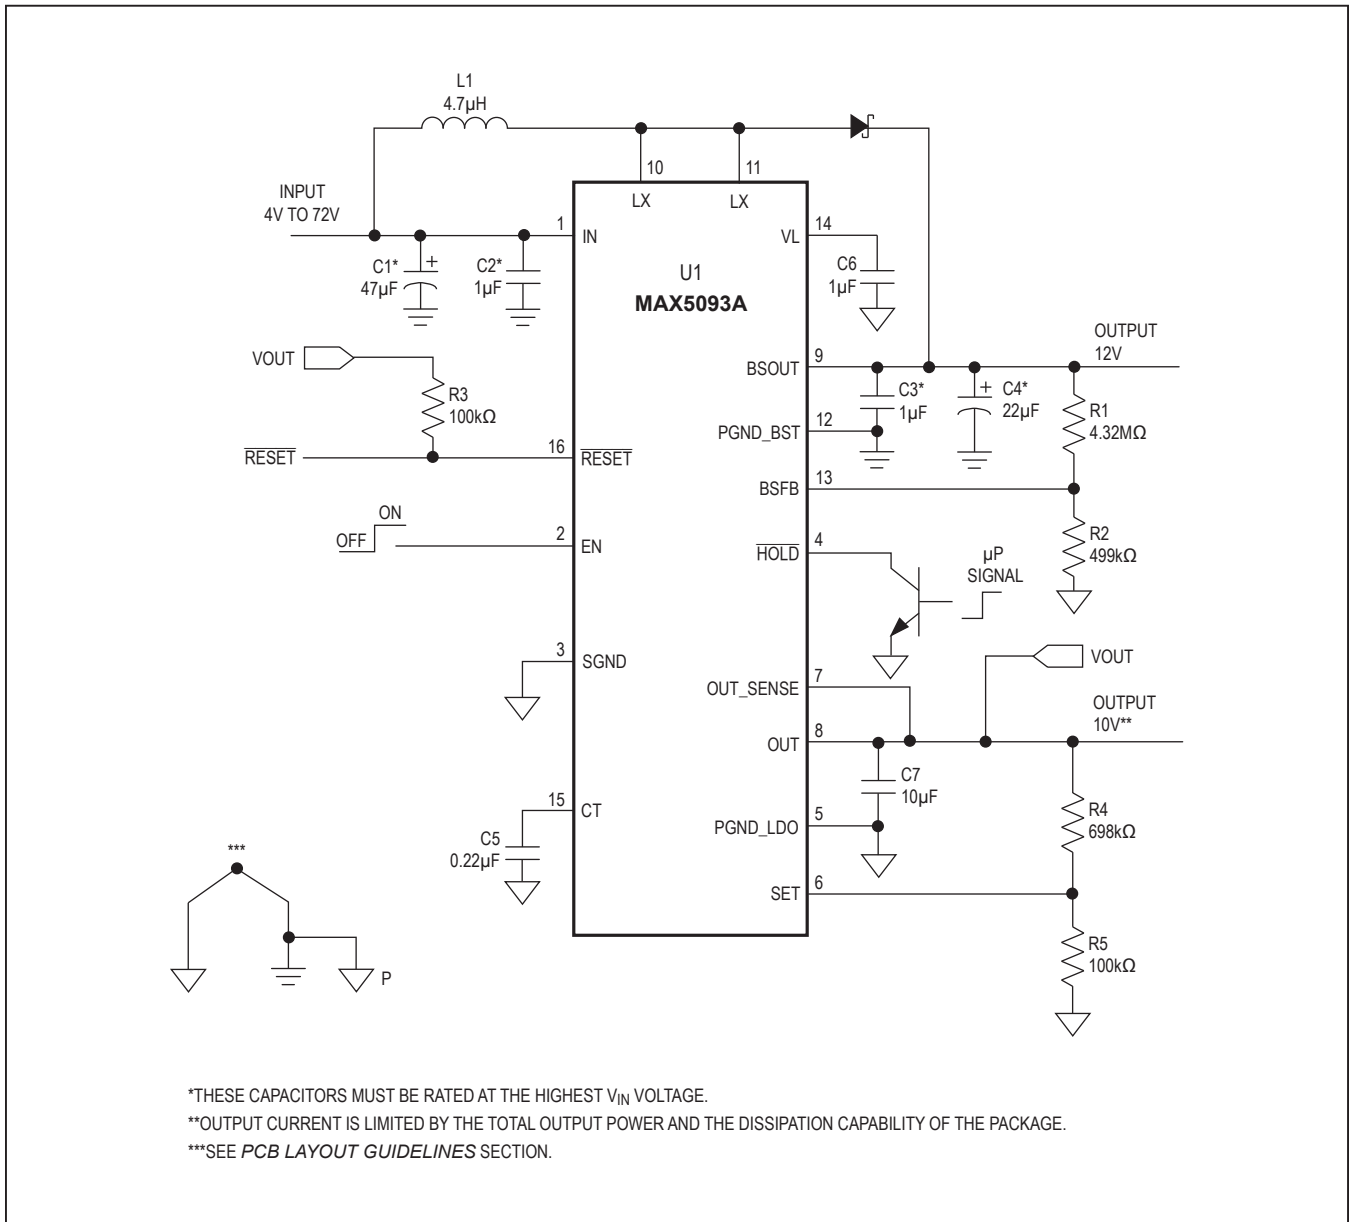 L1
4.7µH
10
11
LX
LX
INPUT
4V TO 72V
1
IN
VL
14
C1*
+
47µF
C2*
1µF
U1
MAX5093A
C6
1µF
VOUT
R3
100kΩ
BSOUT
9
OUTPUT
12V
C3*
1µF
+
C4*
22µF
R1
4.32MΩ
PGND_BST
12
RESET
16
RESET
BSFB
13
OFF
ON
2
EN
HOLD
4
µP
SIGNAL
R2
499kΩ
3
SGND
VOUT
OUT_SENSE
7
OUTPUT
10V**
OUT
8
C7
10µF
15
CT
C5
0.22µF
PGND_LDO
5
R4
698kΩ
***
SET
6
R5
100kΩ
P
*THESE CAPACITORS MUST BE RATED AT THE HIGHEST VIN VOLTAGE.
**OUTPUT CURRENT IS LIMITED BY THE TOTAL OUTPUT POWER AND THE DISSIPATION CAPABILITY OF THE PACKAGE.
***SEE PCB LAYOUT GUIDELINES SECTION.